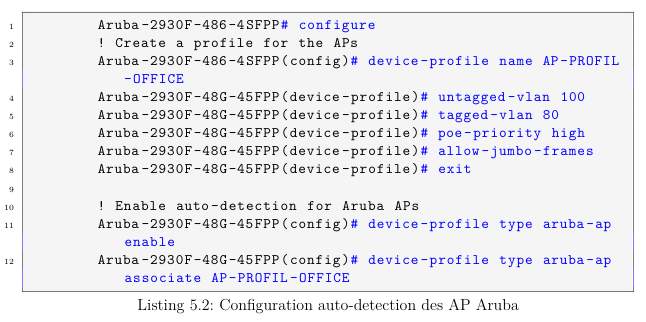 1 Aruba-2930F-486-4SFPP# configure
2 ! Create a profile for the APs
3 Aruba-2930F-486-4SFPP(config)# device-profile name AP-PROFIL
-OFFICE
4 Aruba-2930F-48G-45FPP(device-profile)# untagged-vlan 100
5 Aruba-2930F-48G-45FPP(device-profile)# tagged-vlan 80
6 Aruba-2930F-48G-45FPP(device-profile)# poe-priority high
7 Aruba-2930F-48G-45FPP(device-profile)# allow-jumbo-frames
8 Aruba-2930F-48G-45FPP(device-profile)# exit
9
10 ! Enable auto-detection for Aruba APs
11 Aruba-2930F-48G-45FPP(config)# device-profile type aruba-ap
enable
12 Aruba-2930F-48G-45FPP(config)# device-profile type aruba-ap
associate AP-PROFIL-OFFICE
Listing 5.2: Configuration auto-detection des AP Aruba